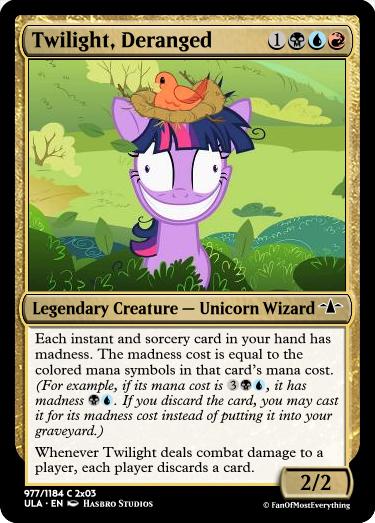 Twilight, Deranged 1
Legendary Creature — Unicorn Wizard
Each instant and sorcery card in your hand has
madness. The madness cost is equal to the
colored mana symbols in that card's mana cost.
(For example, if its mana cost is 3, it has
madness . If you discard the card, you may cast
it for its madness cost instead of putting it into your
graveyard.)
Whenever Twilight deals combat damage to a
player, each player discards a card.
2/2
977/1184 C 2x03
ULA • EN Hasbro Studios
© FanOfMostEverything